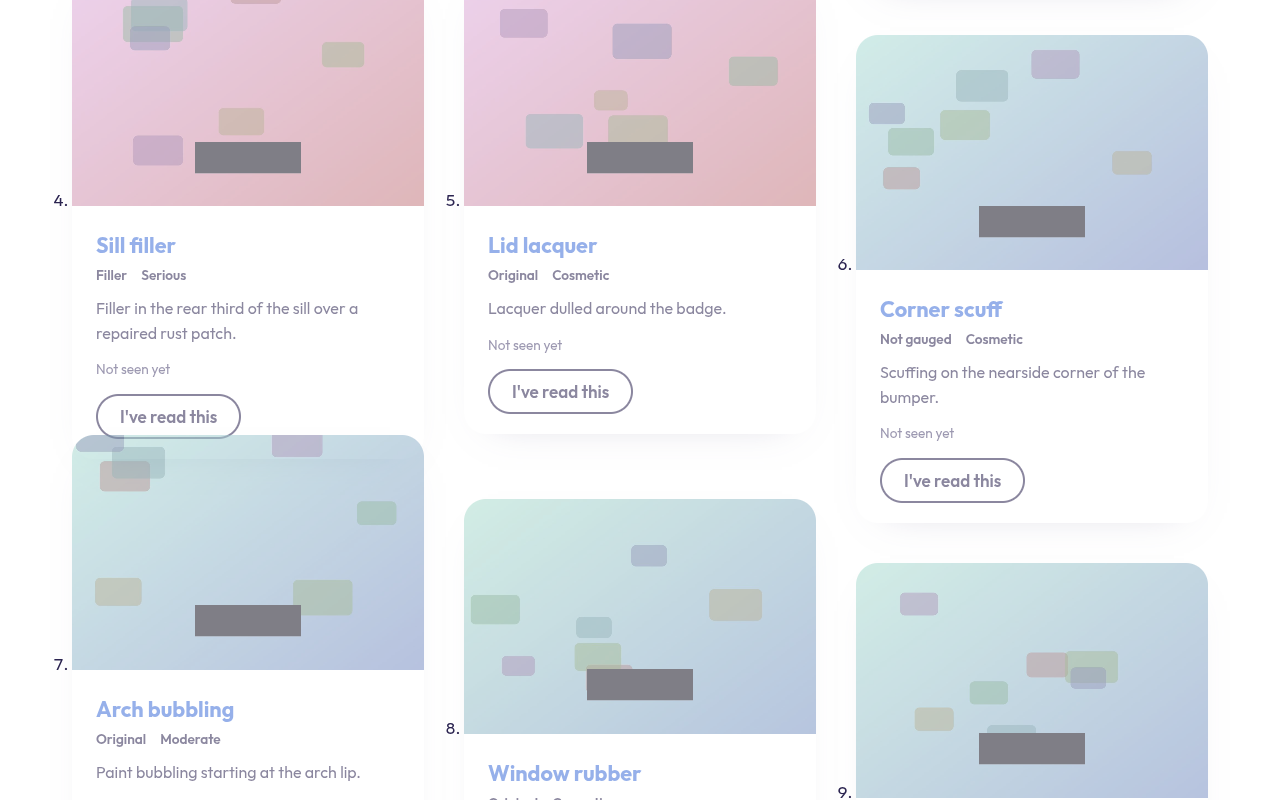 4.
Sill filler
Filler Serious
Filler in the rear third of the sill over a
repaired rust patch.
Not seen yet
I've read this
5.
Lid lacquer
Original Cosmetic
Lacquer dulled around the badge.
Not seen yet
I've read this
6.
Corner scuff
Not gauged Cosmetic
Scuffing on the nearside corner of the
bumper.
Not seen yet
I've read this
7.
Arch bubbling
Original Moderate
Paint bubbling starting at the arch lip.
8.
Window rubber
9.